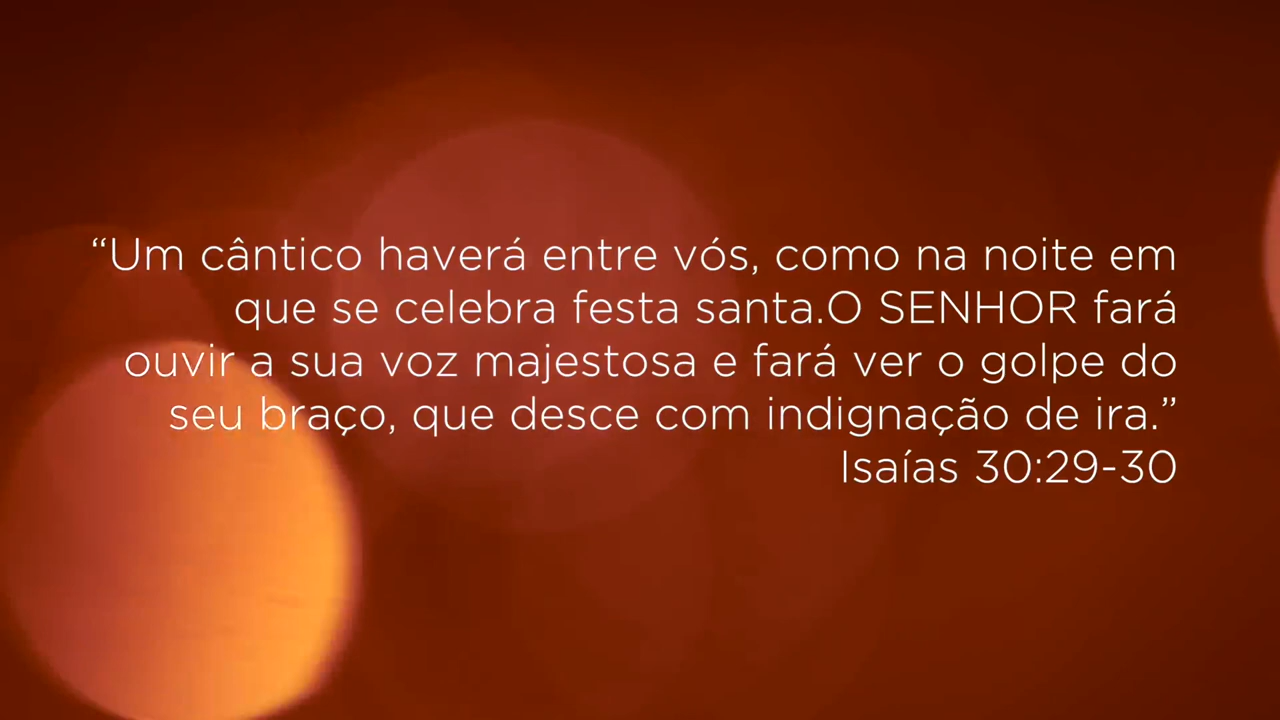 “Um cântico haverá entre vós, como na noite em
que se celebra festa santa.O SENHOR fará
ouvir a sua voz majestosa e fará ver o golpe do
seu braço, que desce com indignação de ira.”
Isaías 30:29-30